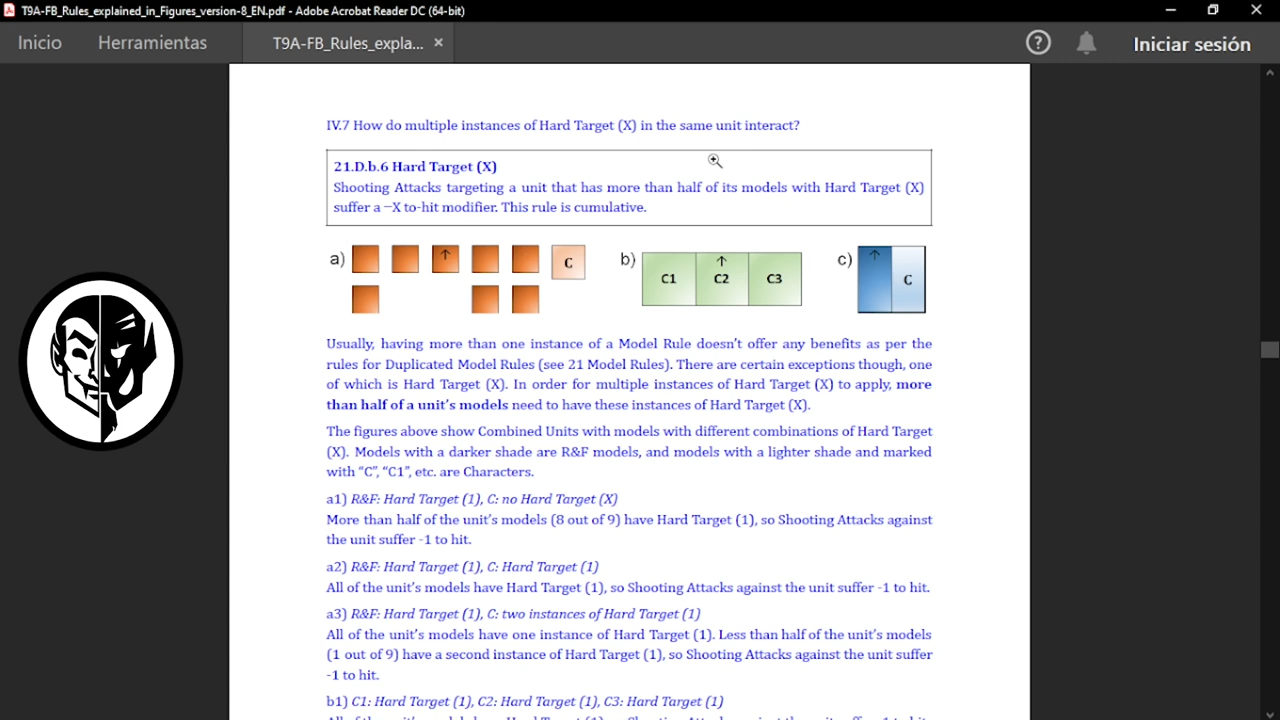 T9A-FB_Rules_explained_in_Figures_version-8_EN.pdf - Adobe Acrobat Reader DC (64-bit)
Inicio
Herramientas
T9A-FB_Rules_expla...
Iniciar sesión
IV.7 How do multiple instances of Hard Target (X) in the same unit interact?
21.D.b.6 Hard Target (X)
Shooting Attacks targeting a unit that has more than half of its models with Hard Target (X)
suffer a −X to-hit modifier. This rule is cumulative.
a)
C
b)
C1
C2
C3
c)
C
Usually, having more than one instance of a Model Rule doesn't offer any benefits as per the
rules for Duplicated Model Rules (see 21 Model Rules). There are certain exceptions though, one
of which is Hard Target (X). In order for multiple instances of Hard Target (X) to apply, more
than half of a unit's models need to have these instances of Hard Target (X).
The figures above show Combined Units with models with different combinations of Hard Target
(X). Models with a darker shade are R&F models, and models with a lighter shade and marked
with "C", "C1", etc. are Characters.
a1) R&F: Hard Target (1), C: no Hard Target (X)
More than half of the unit's models (8 out of 9) have Hard Target (1), so Shooting Attacks against
the unit suffer -1 to hit.
a2) R&F: Hard Target (1), C: Hard Target (1)
All of the unit's models have Hard Target (1), so Shooting Attacks against the unit suffer -1 to hit.
a3) R&F: Hard Target (1), C: two instances of Hard Target (1)
All of the unit's models have one instance of Hard Target (1). Less than half of the unit's models
(1 out of 9) have a second instance of Hard Target (1), so Shooting Attacks against the unit suffer
-1 to hit.
b1) C1: Hard Target (1), C2: Hard Target (1), C3: Hard Target (1)